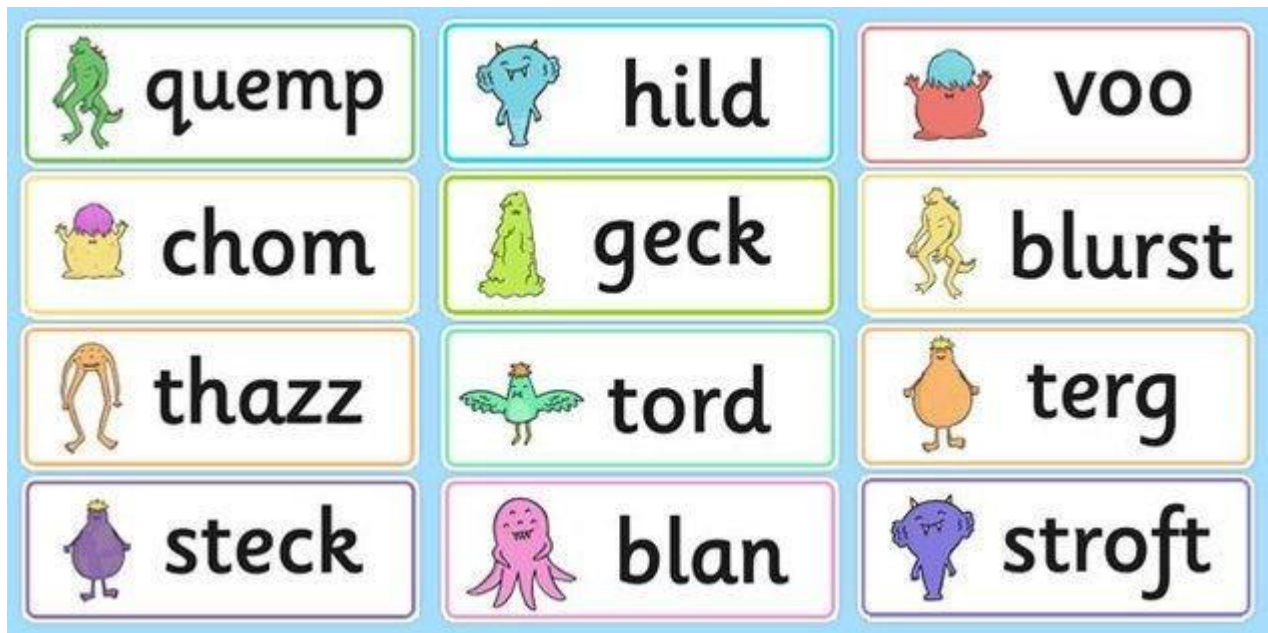 quemp
hild
voo
chom
geck
blurst
thazz
tord
terg
steck
blan
stroft